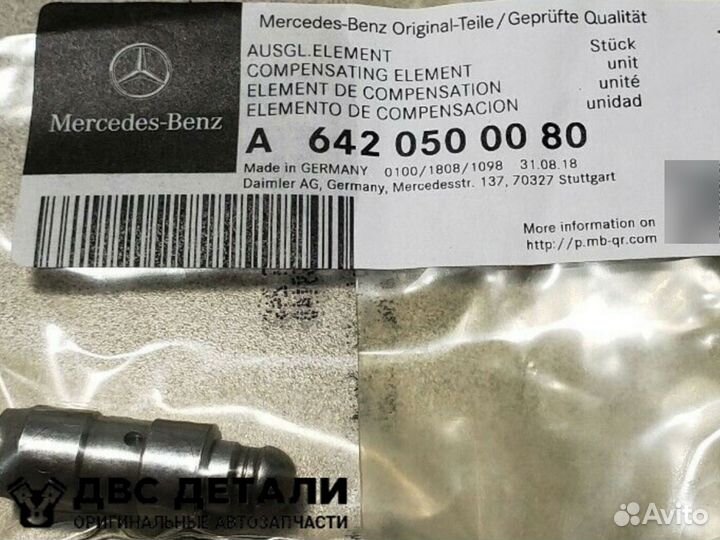 Mercedes-Benz Original-Teile/Geprüfte Qualität
AUSGL.ELEMENT Stück
COMPENSATING ELEMENT unit
ELEMENT DE COMPENSATION unité
ELEMENTO DE COMPENSACION unidad
Mercedes-Benz
A 642 050 00 80
Made in GERMANY 0100/1808/1098 31.08.18
Daimler AG, Germany, Mercedesstr. 137, 70327 Stuttgart
More information on
http://p.mb-qr.com
ДВС ДЕТАЛИ
ОРИГИНАЛЬНЫЕ АВТОЗАПЧАСТИ
Avito